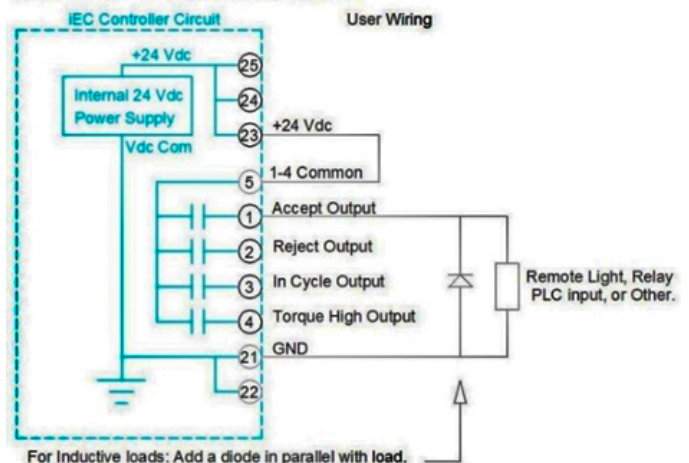 iEC Controller Circuit
User Wiring
+24 Vdc
25
Internal 24 Vdc
Power Supply
24
23
+24 Vdc
Vdc Com
5
1-4 Common
1
Accept Output
2
Reject Output
3
In Cycle Output
Remote Light, Relay
PLC input, or Other.
4
Torque High Output
21
GND
22
For Inductive loads: Add a diode in parallel with load.